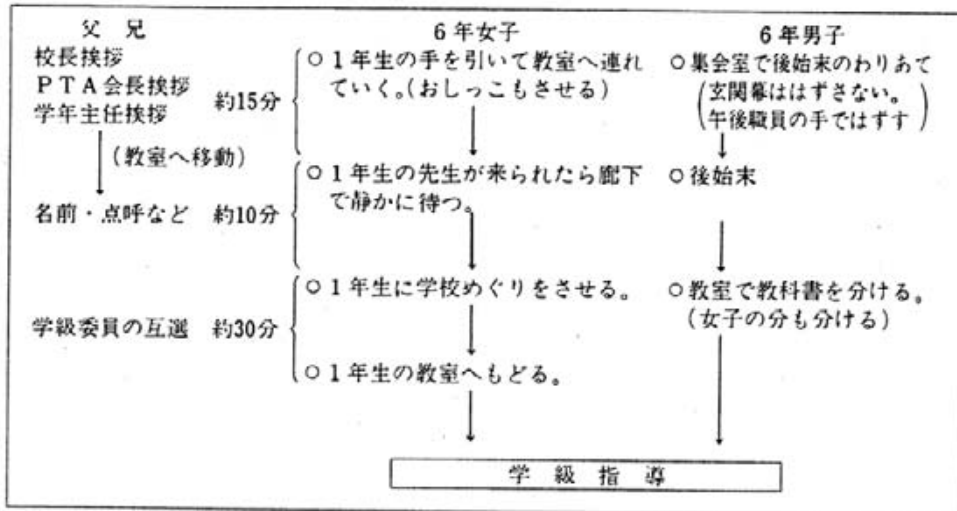 父兄
校長挨拶
PTA会長挨拶
学年主任挨拶
約15分
(教室へ移動)
名前・点呼など 約10分
学級委員の互選 約30分
6年女子
○1年生の手を引いて教室へ連れ
ていく。(おしっこもさせる)
○1年生の先生が来られたら廊下
で静かに待つ。
○1年生に学校めぐりをさせる。
○1年生の教室へもどる。
6年男子
○集会室で後始末のわりあて
(玄関幕ははずさない。
午後職員の手ではずす)
○後始末
○教室で教科書を分ける。
(女子の分も分ける)
学級指導